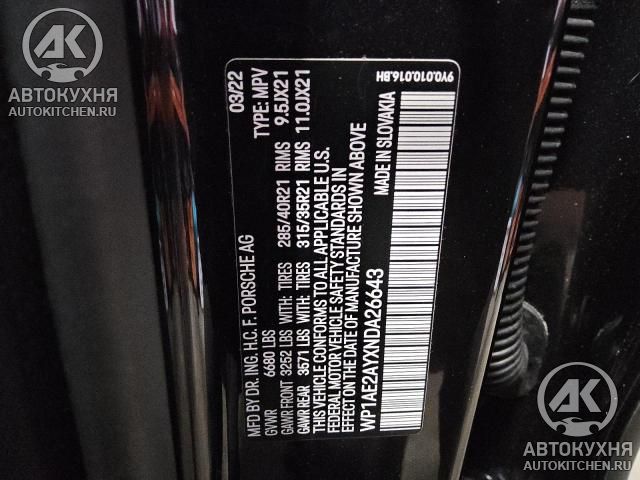 АВТОКУХНЯ
AUTOKITCHEN.RU
MFD BY DR. ING. H.C. F. PORSCHE AG 03/22
GVWR 6680 LBS TYPE: MPV
GAWR FRONT 3252 LBS WITH: TIRES 285/40R21 RIMS 9.5JX21
GAWR REAR 3571 LBS WITH: TIRES 315/35R21 RIMS 11.0JX21
THIS VEHICLE CONFORMS TO ALL APPLICABLE U.S.
FEDERAL MOTOR VEHICLE SAFETY STANDARDS IN
EFFECT ON THE DATE OF MANUFACTURE SHOWN ABOVE
WP1AE2AYXNDA26643 MADE IN SLOVAKIA
9Y0.010.016.BH
AK
АВТОКУХНЯ
AUTOKITCHEN.RU